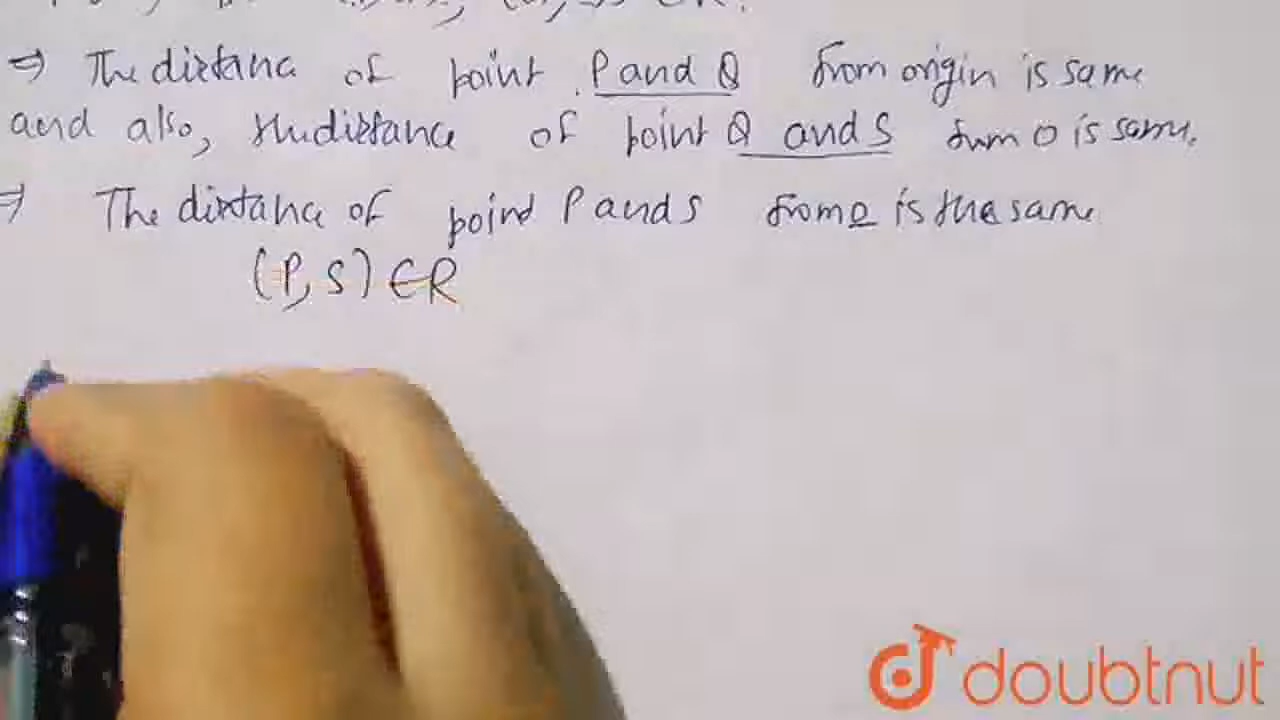 ⇒ The distance of point P and Q from origin is same
and also, the distance of point Q and S from O is same.
⇒ The distance of point P and S from O is the same
(P, S) ∈ R
doubtnut